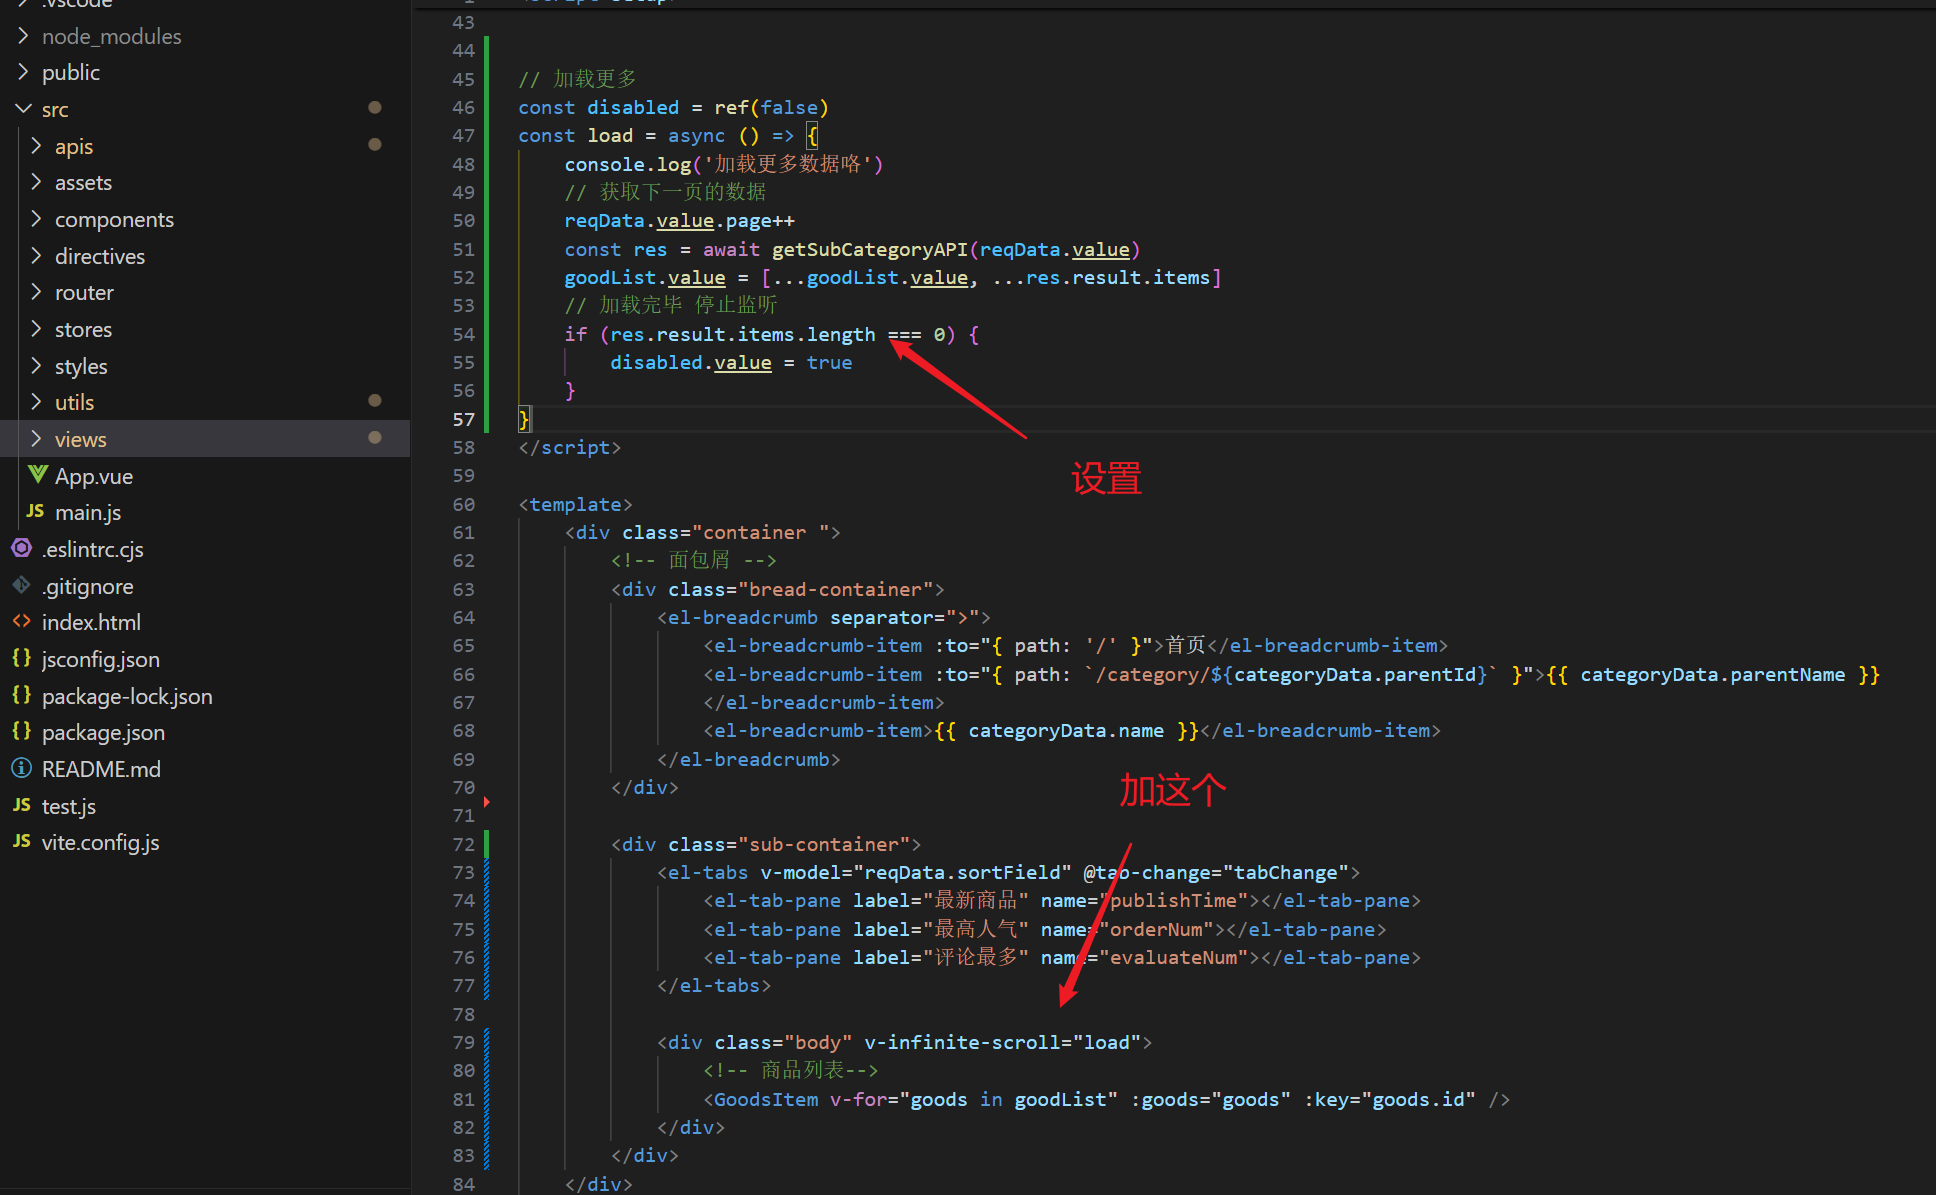 .vscode
node_modules
public
src
apis
assets
components
directives
router
stores
styles
utils
views
App.vue
JS main.js
.eslintrc.cjs
.gitignore
<> index.html
{} jsconfig.json
{} package-lock.json
{} package.json
README.md
JS test.js
JS vite.config.js
43
44
45 // 加载更多
46 const disabled = ref(false)
47 const load = async () => {
48 console.log('加载更多数据咯')
49 // 获取下一页的数据
50 reqData.value.page++
51 const res = await getSubCategoryAPI(reqData.value)
52 goodList.value = [...goodList.value, ...res.result.items]
53 // 加载完毕 停止监听
54 if (res.result.items.length === 0) {
55 disabled.value = true
56 }
57 }
58 </script>
设置
59
60 <template>
61 <div class="container ">
62 <!-- 面包屑 -->
63 <div class="bread-container">
64 <el-breadcrumb separator=">">
65 <el-breadcrumb-item :to="{ path: '/' }">首页</el-breadcrumb-item>
66 <el-breadcrumb-item :to="{ path: `/category/${categoryData.parentId}` }">{{ categoryData.parentName }}
67 </el-breadcrumb-item>
68 <el-breadcrumb-item>{{ categoryData.name }}</el-breadcrumb-item>
69 </el-breadcrumb>
70 </div>
加这个
71
72 <div class="sub-container">
73 <el-tabs v-model="reqData.sortField" @tab-change="tabChange">
74 <el-tab-pane label="最新商品" name="publishTime"></el-tab-pane>
75 <el-tab-pane label="最高人气" name="orderNum"></el-tab-pane>
76 <el-tab-pane label="评论最多" name="evaluateNum"></el-tab-pane>
77 </el-tabs>
78
79 <div class="body" v-infinite-scroll="load">
80 <!-- 商品列表-->
81 <GoodsItem v-for="goods in goodList" :goods="goods" :key="goods.id" />
82 </div>
83 </div>
84 </div>